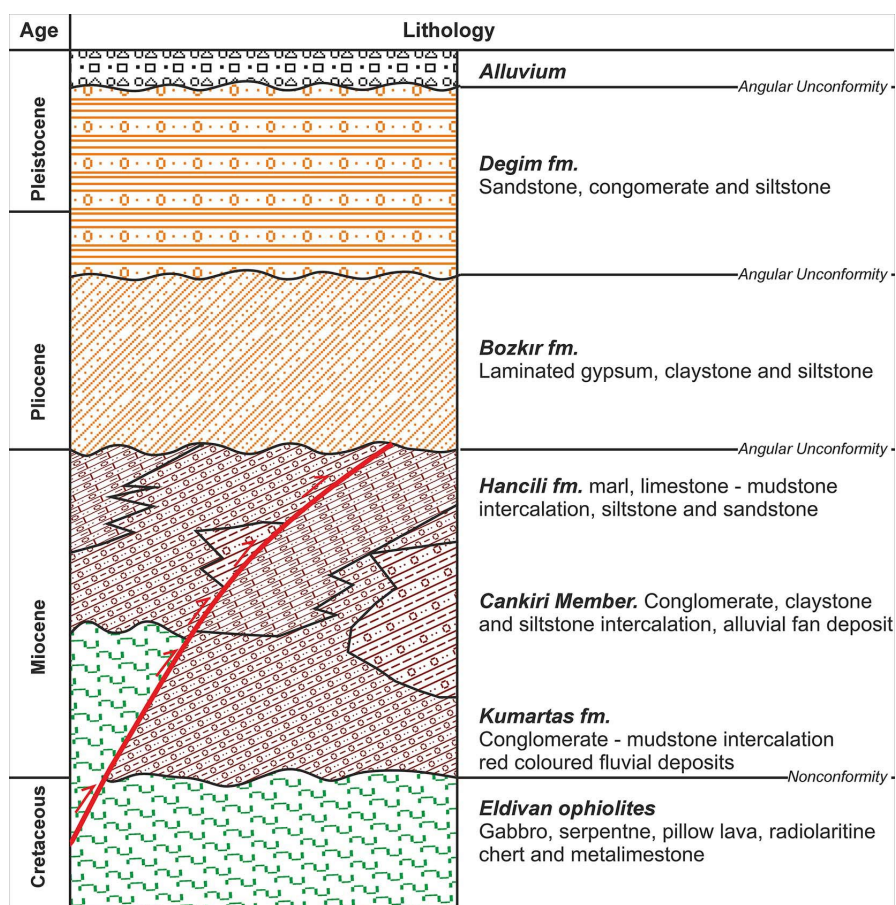 Age
Lithology
Pleistocene
Pliocene
Miocene
Cretaceous
Alluvium
Angular Unconformity
Degim fm.
Sandstone, congomerate and siltstone
Angular Unconformity
Bozkır fm.
Laminated gypsum, claystone and siltstone
Angular Unconformity
Hancili fm. marl, limestone - mudstone
intercalation, siltstone and sandstone
Cankiri Member. Conglomerate, claystone
and siltstone intercalation, alluvial fan deposit
Kumartas fm.
Conglomerate - mudstone intercalation
red coloured fluvial deposits
Nonconformity
Eldivan ophiolites
Gabbro, serpentne, pillow lava, radiolaritine
chert and metalimestone